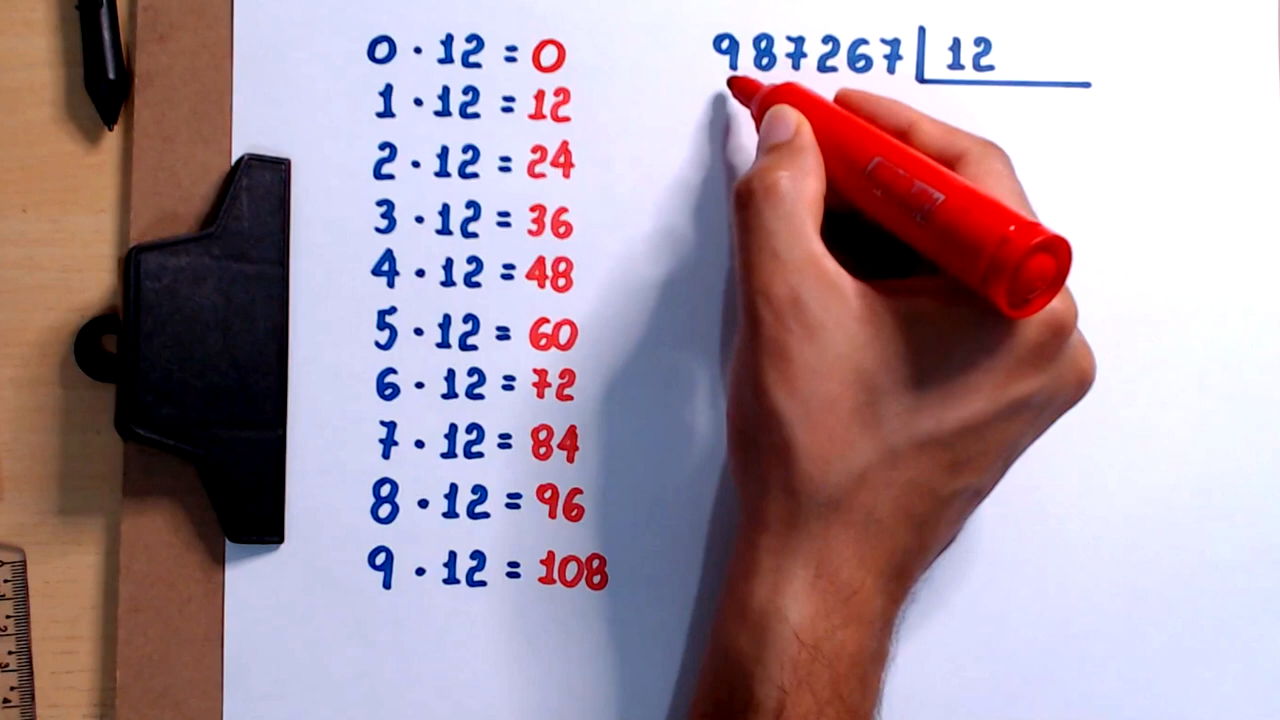 0 · 12 = 0
1 · 12 = 12
2 · 12 = 24
3 · 12 = 36
4 · 12 = 48
5 · 12 = 60
6 · 12 = 72
7 · 12 = 84
8 · 12 = 96
9 · 12 = 108
987267 12